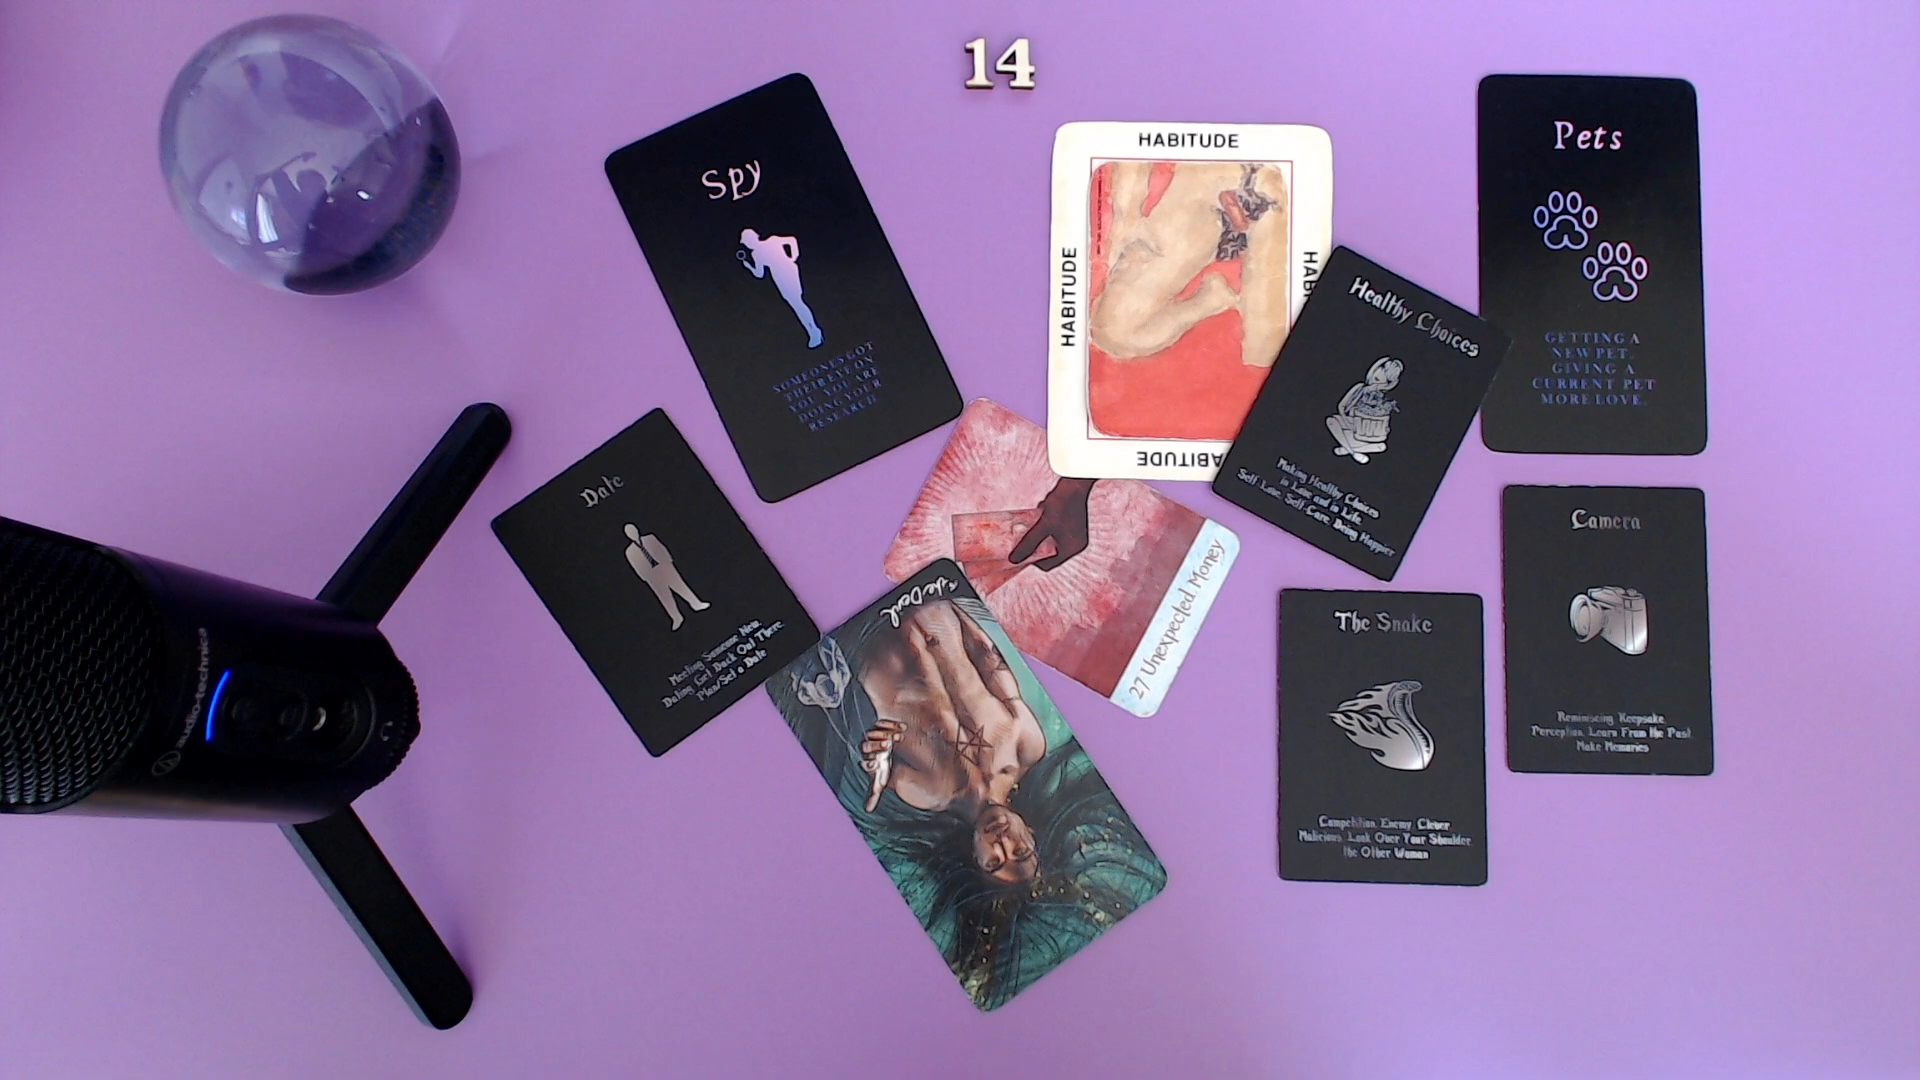 14
Spy
SOMEONE'S GOT
THEIR EYE ON
YOU. YOU ARE
DOING YOUR
RESEARCH.
HABITUDE
HABITUDE
HAB
ABITUDE
Pets
GETTING A
NEW PET.
GIVING A
CURRENT PET
MORE LOVE.
Healthy Choices
Making Healthy Choices
in Love and in Life,
Self-Love, Self-Care, Being Happier
Date
Meeting Someone New,
Dating, Get Back Out There
Plan/Set a Date
27 Unexpected Money
The Devil
Camera
Reminiscing, Keepsake,
Perception, Learn From the Past
Make Memories
The Snake
Competition, Enemy, Clever
Malicious, Look Over Your Shoulder
the Other Woman
audio-technica